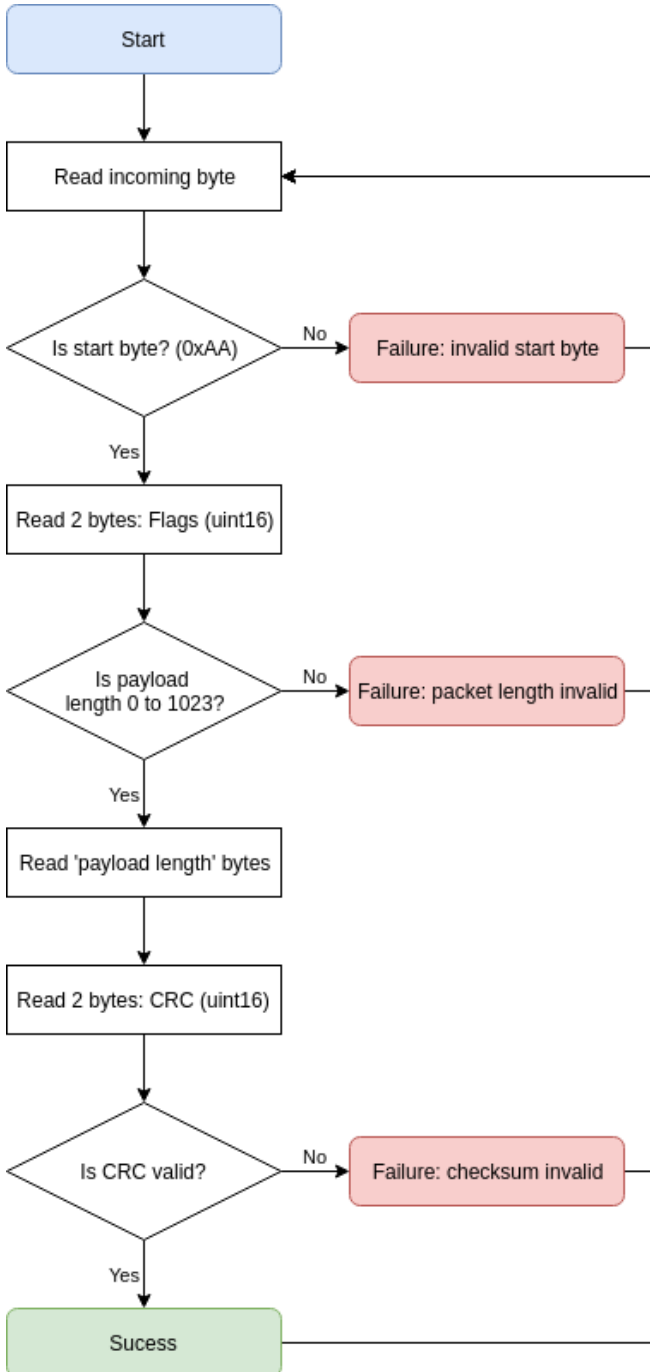 Start
Read incoming byte
Is start byte? (0xAA)
No
Failure: invalid start byte
Yes
Read 2 bytes: Flags (uint16)
Is payload
length 0 to 1023?
No
Failure: packet length invalid
Yes
Read 'payload length' bytes
Read 2 bytes: CRC (uint16)
Is CRC valid?
No
Failure: checksum invalid
Yes
Sucess